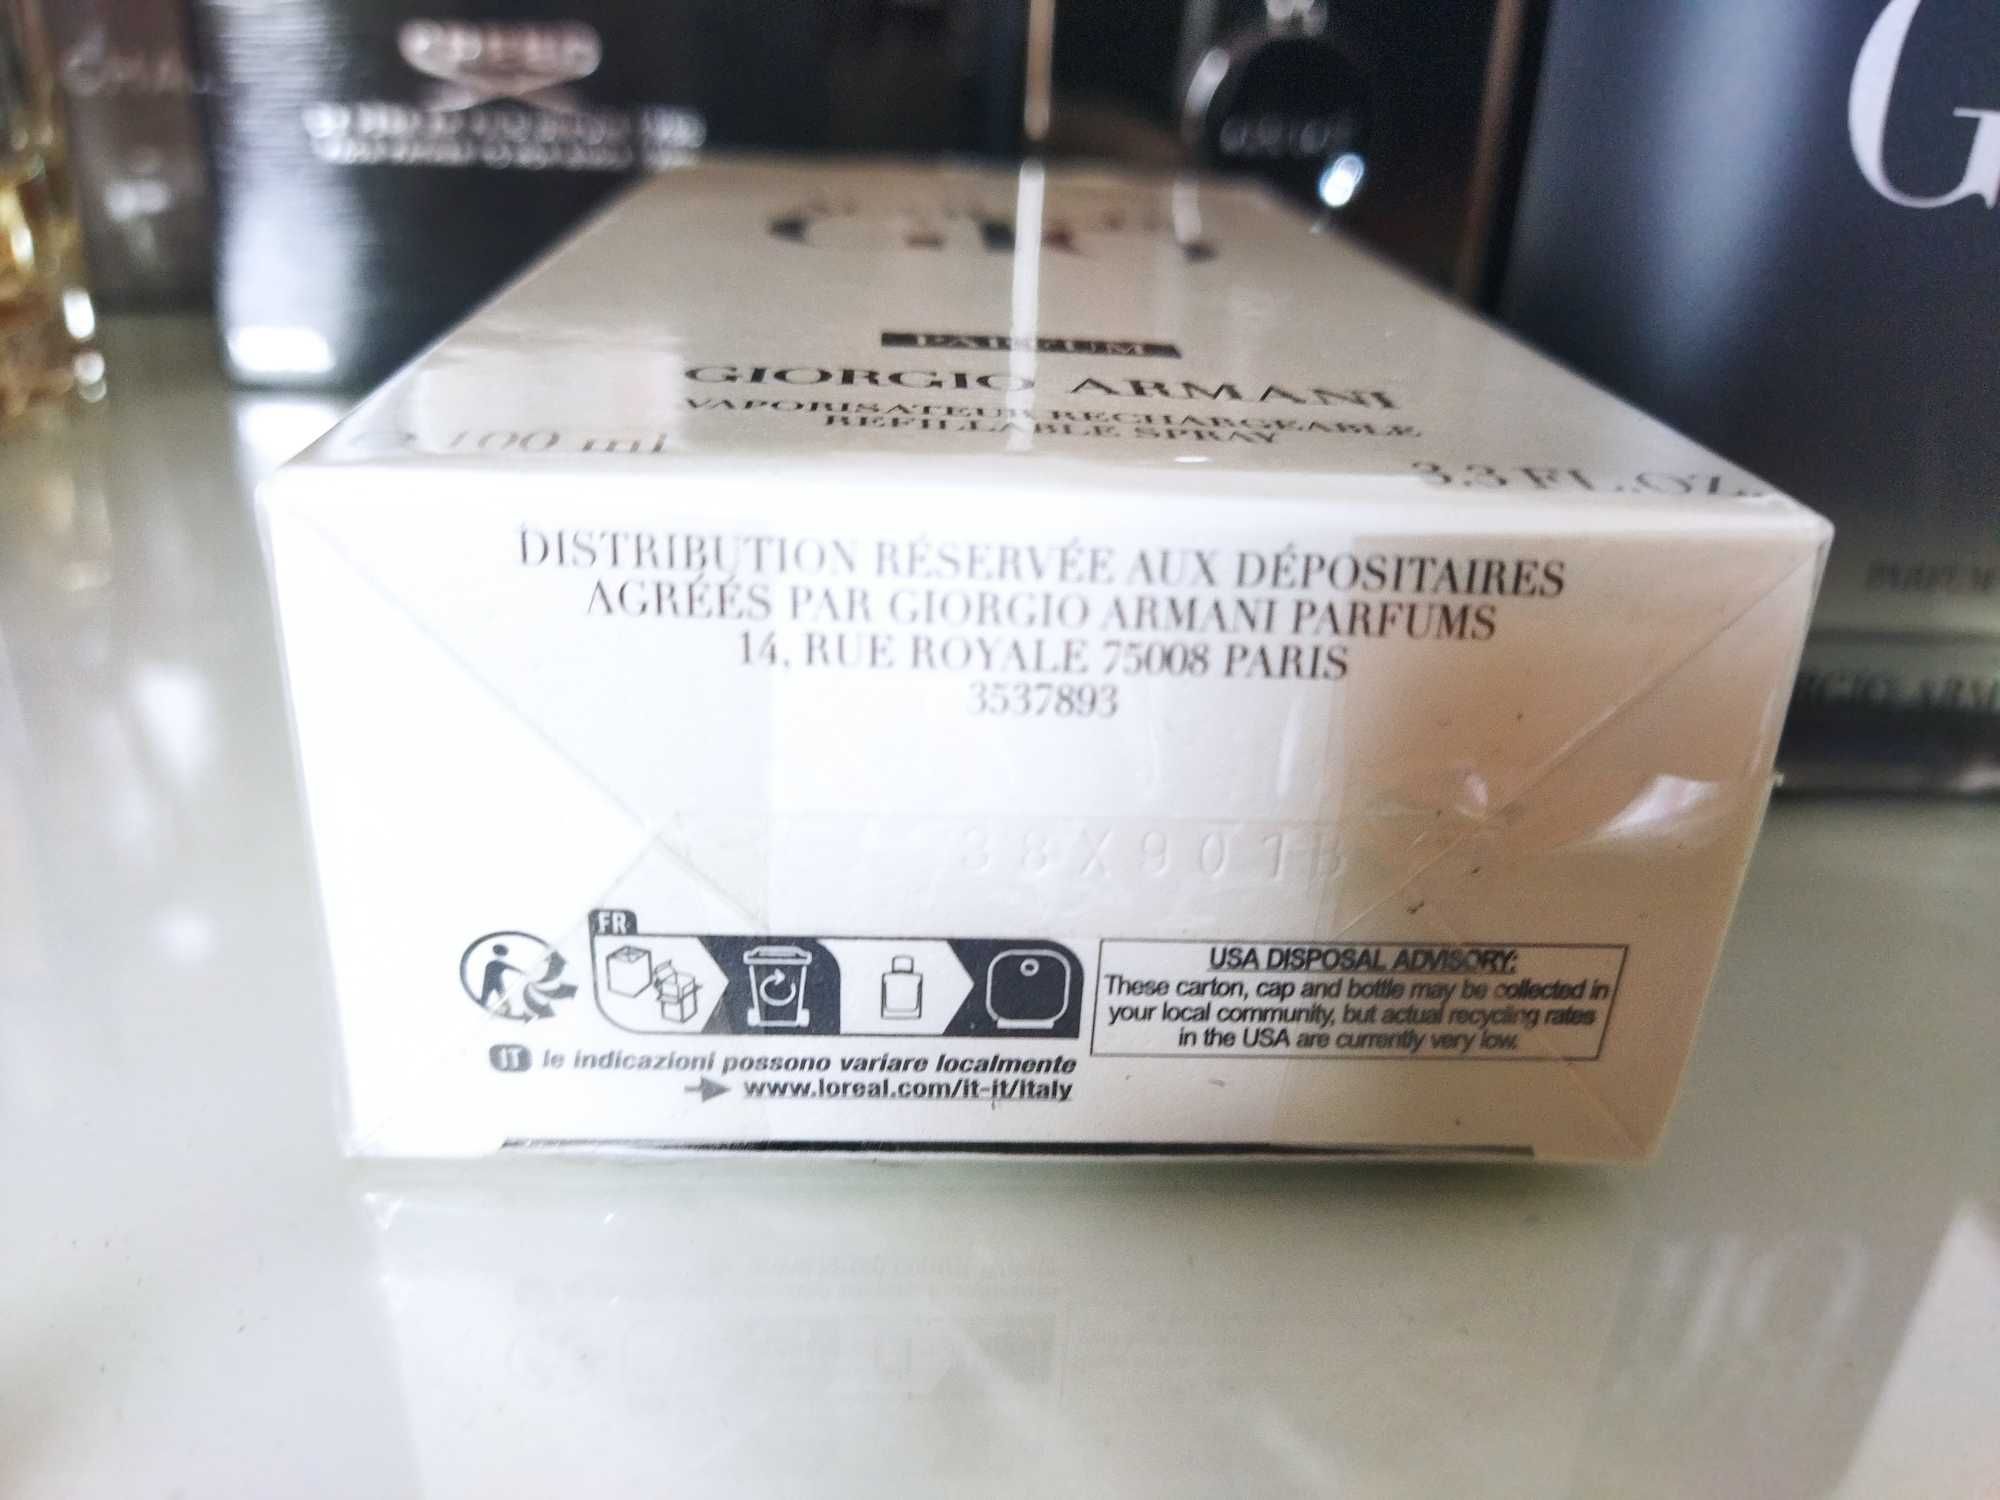 PARFUM
GIORGIO ARMANI
VAPORISATEUR RECHARGEABLE
REFILLABLE SPRAY
100 ml
3.3 FL.OZ.
DISTRIBUTION RÉSERVÉE AUX DÉPOSITAIRES
AGRÉÉS PAR GIORGIO ARMANI PARFUMS
14, RUE ROYALE 75008 PARIS
3537893
38X901B
FR
USA DISPOSAL ADVISORY:
These carton, cap and bottle may be collected in
your local community, but actual recycling rates
in the USA are currently very low.
IT le indicazioni possono variare localmente
www.loreal.com/it-it/italy
G
PARFUM